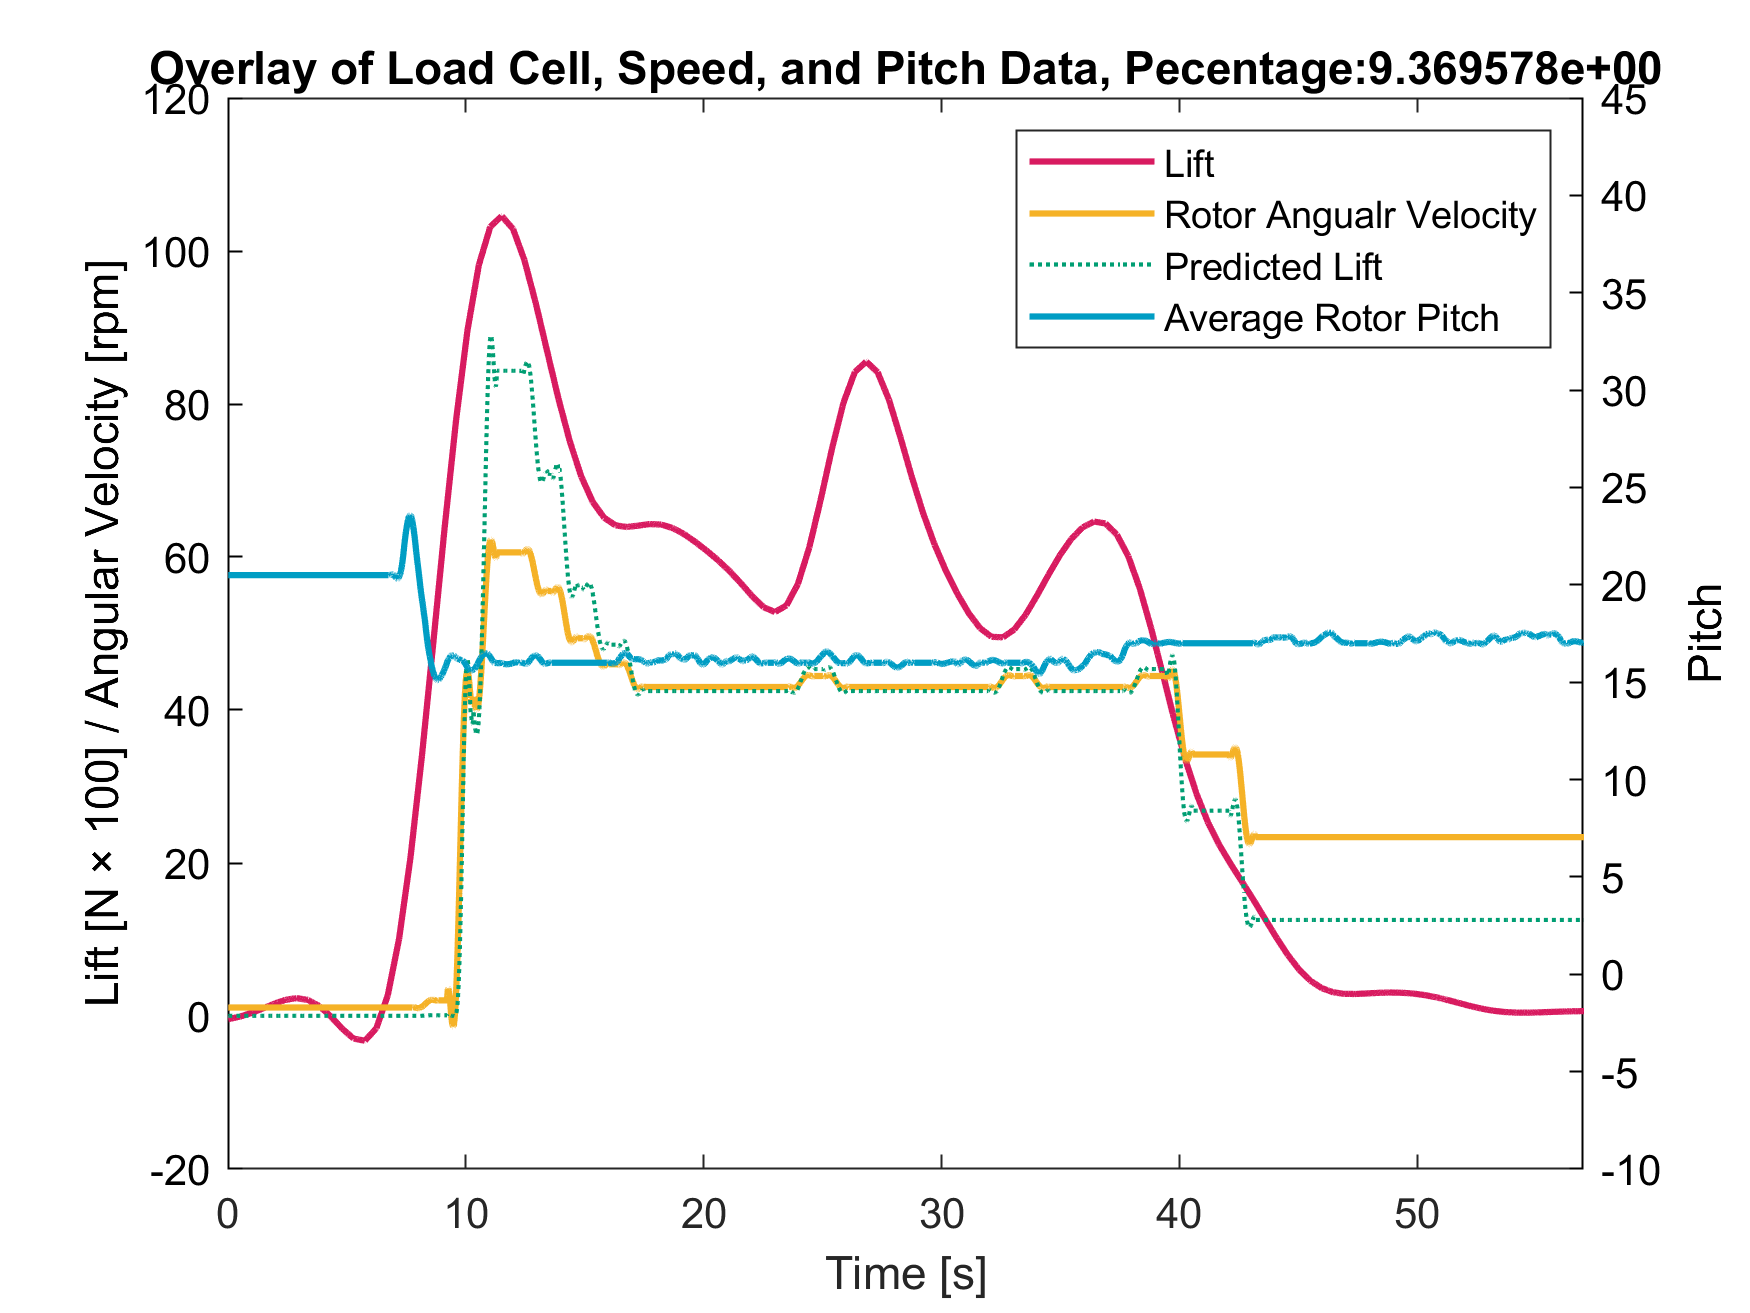 Overlay of Load Cell, Speed, and Pitch Data, Pecentage:9.369578e+00
Lift [N × 100] / Angular Velocity [rpm]
120
100
80
60
40
20
0
-20
Lift
Rotor Angualr Velocity
Predicted Lift
Average Rotor Pitch
45
40
35
30
25
20
15
10
5
0
-5
-10
Pitch
0 10 20 30 40 50
Time [s]